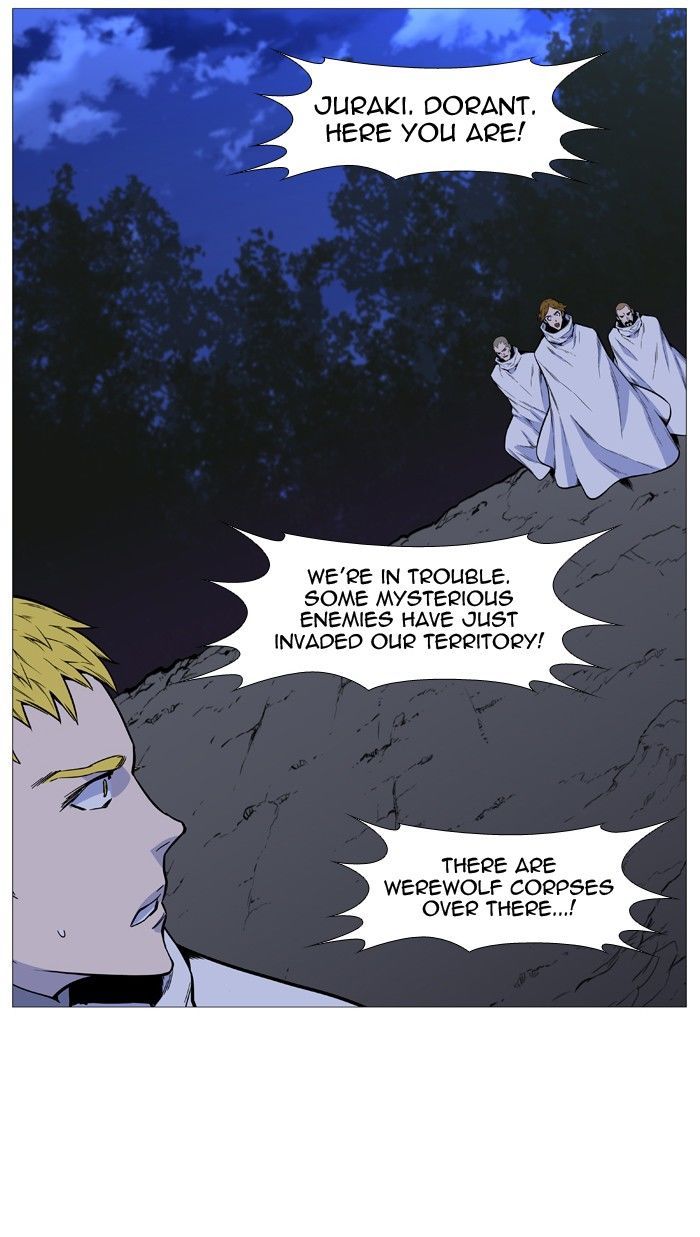 JURAKI. DORANT.
HERE YOU ARE!
WE'RE IN TROUBLE.
SOME MYSTERIOUS
ENEMIES HAVE JUST
INVADED OUR TERRITORY!
THERE ARE
WEREWOLF CORPSES
OVER THERE...!